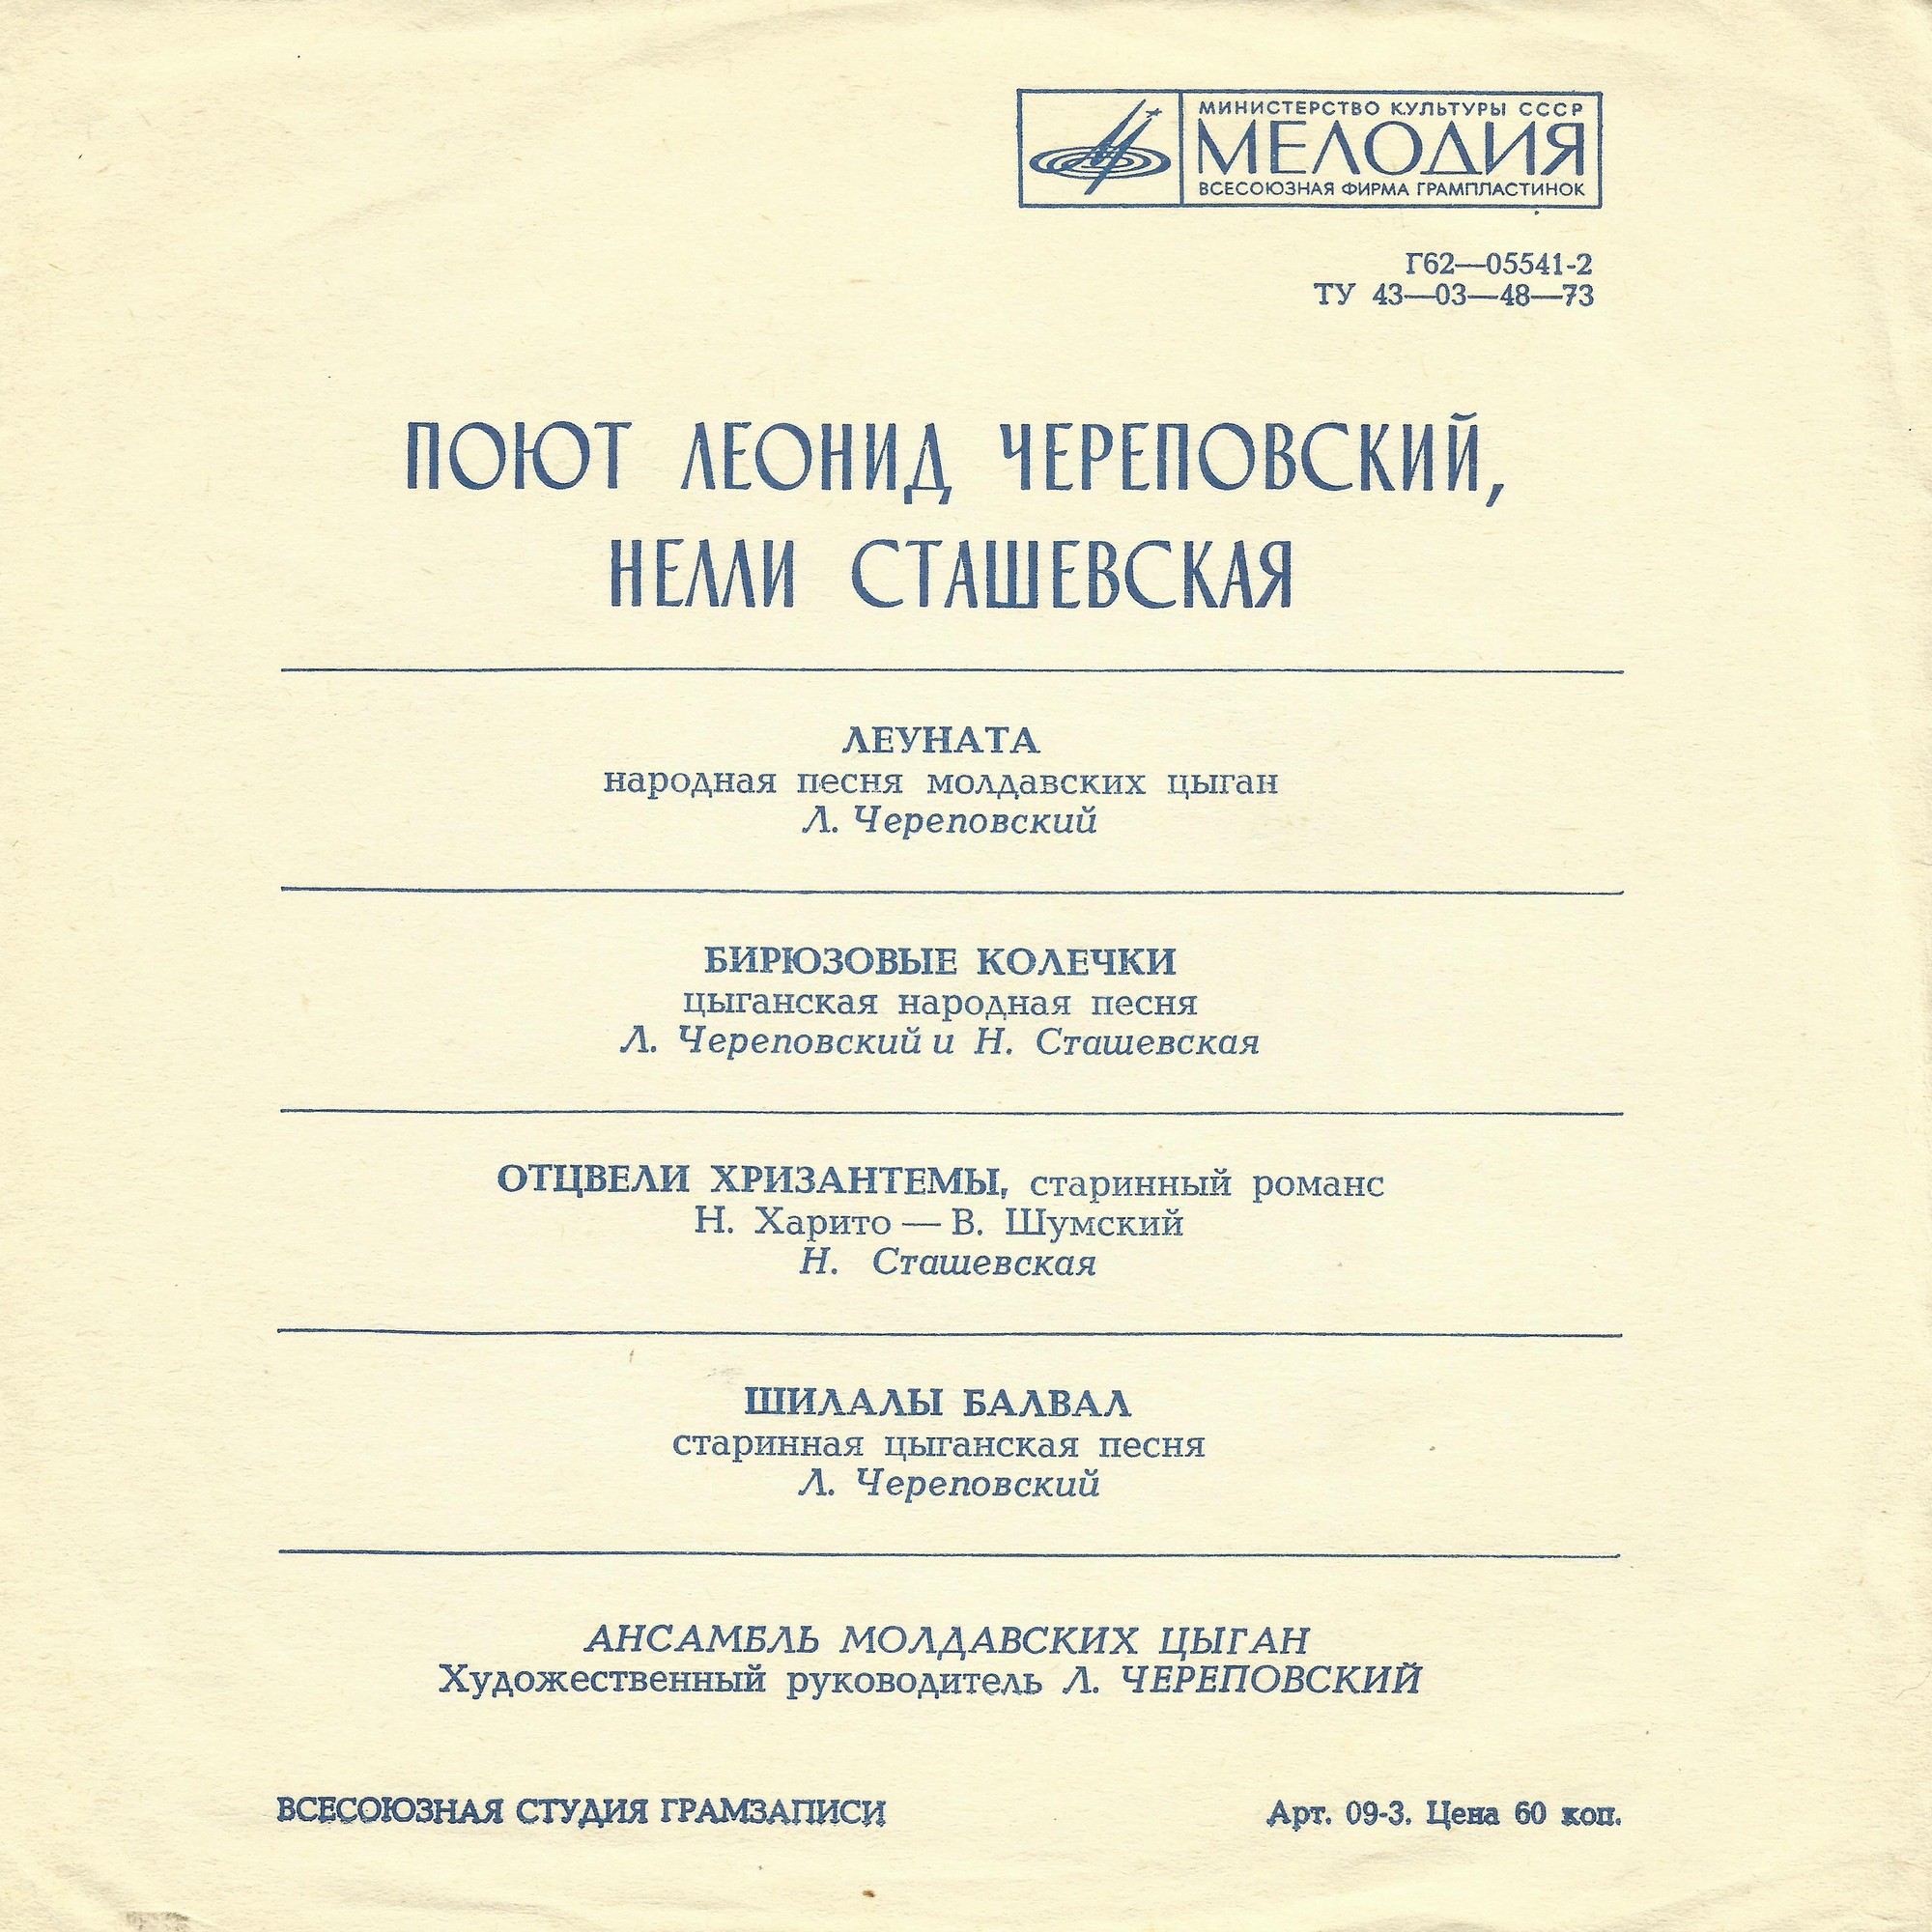 МИНИСТЕРСТВО КУЛЬТУРЫ СССР
МЕЛОДИЯ
ВСЕСОЮЗНАЯ ФИРМА ГРАМПЛАСТИНОК
Г62—05541-2
ТУ 43—03—48—73
ПОЮТ ЛЕОНИД ЧЕРЕПОВСКИЙ,
НЕЛЛИ СТАШЕВСКАЯ
ЛЕУНАТА
народная песня молдавских цыган
Л. Череповский
БИРЮЗОВЫЕ КОЛЕЧКИ
цыганская народная песня
Л. Череповский и Н. Сташевская
ОТЦВЕЛИ ХРИЗАНТЕМЫ, старинный романс
Н. Харито — В. Шумский
Н. Сташевская
ШИЛАЛЫ БАЛВАЛ
старинная цыганская песня
Л. Череповский
АНСАМБЛЬ МОЛДАВСКИХ ЦЫГАН
Художественный руководитель Л. ЧЕРЕПОВСКИЙ
ВСЕСОЮЗНАЯ СТУДИЯ ГРАМЗАПИСИ
Арт. 09-3. Цена 60 коп.